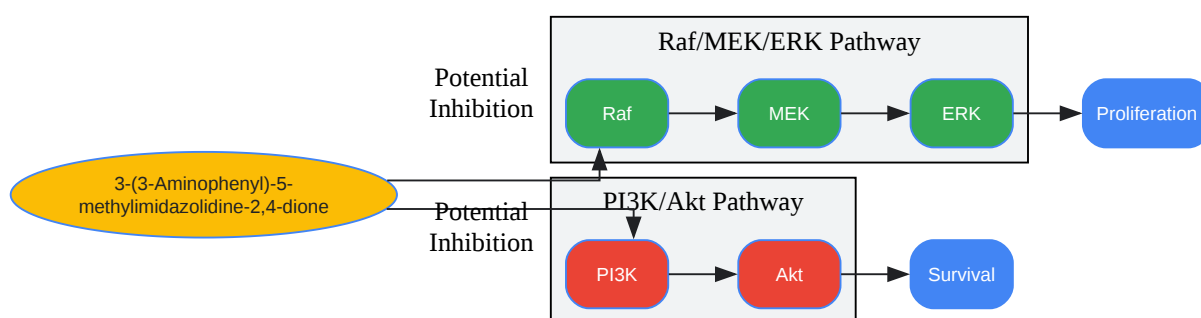 Raf/MEK/ERK Pathway
Potential
Inhibition
Raf
MEK
ERK
Proliferation
3-(3-Aminophenyl)-5-
methylimidazolidine-2,4-dione
Potential
Inhibition
PI3K/Akt Pathway
PI3K
Akt
Survival